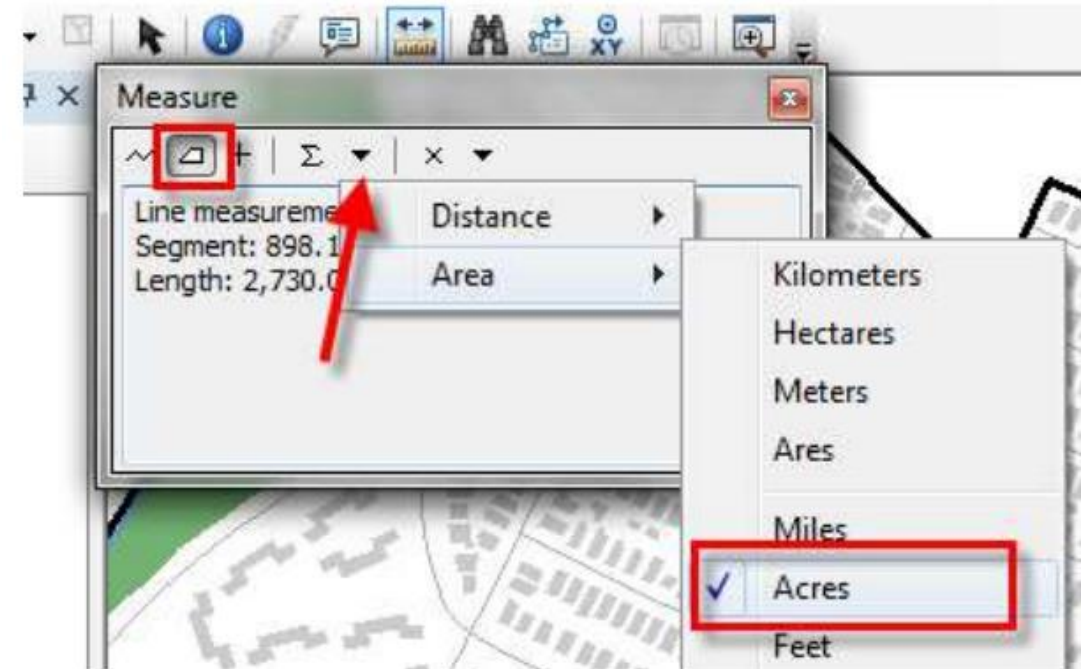 XY
Measure
Σ
Line measureme
Segment: 898.1
Length: 2,730.0
Distance
Area
Kilometers
Hectares
Meters
Ares
Miles
Acres
Feet